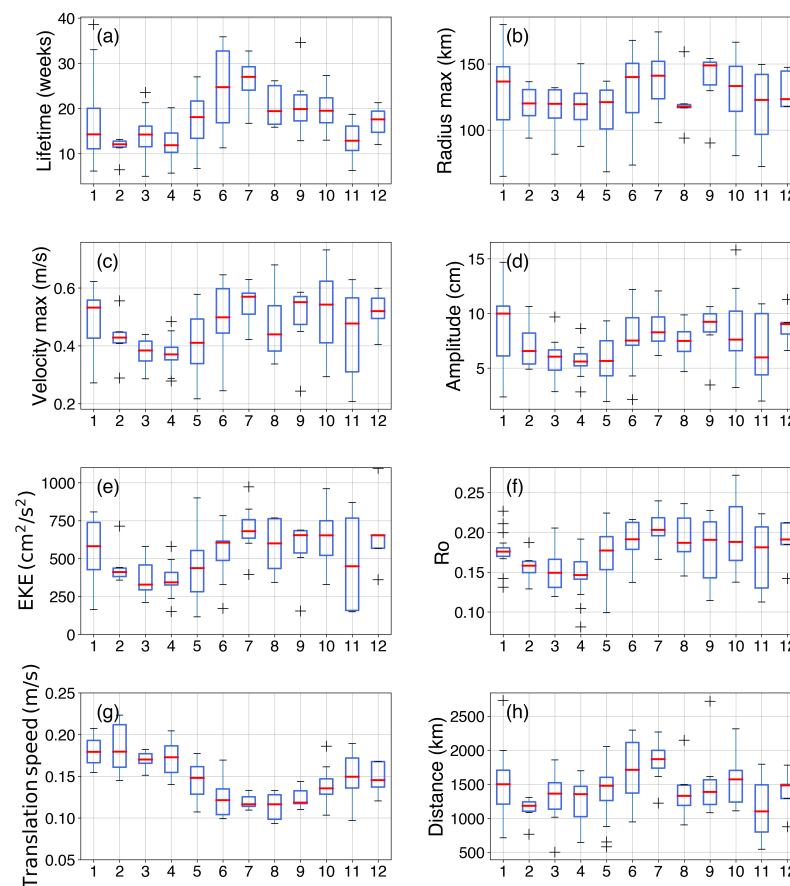 (a)
Lifetime (weeks)
40
30
20
10
1 2 3 4 5 6 7 8 9 10 11 12
(b)
Radius max (km)
150
100
1 2 3 4 5 6 7 8 9 10 11 12
(c)
Velocity max (m/s)
0.6
0.4
0.2
1 2 3 4 5 6 7 8 9 10 11 12
(d)
Amplitude (cm)
15
10
5
1 2 3 4 5 6 7 8 9 10 11 12
(e)
EKE (cm²/s²)
1000
750
500
250
0
1 2 3 4 5 6 7 8 9 10 11 12
(f)
Ro
0.25
0.20
0.15
0.10
1 2 3 4 5 6 7 8 9 10 11 12
(g)
Translation speed (m/s)
0.25
0.20
0.15
0.10
0.05
1 2 3 4 5 6 7 8 9 10 11 12
(h)
Distance (km)
2500
2000
1500
1000
500
1 2 3 4 5 6 7 8 9 10 11 12